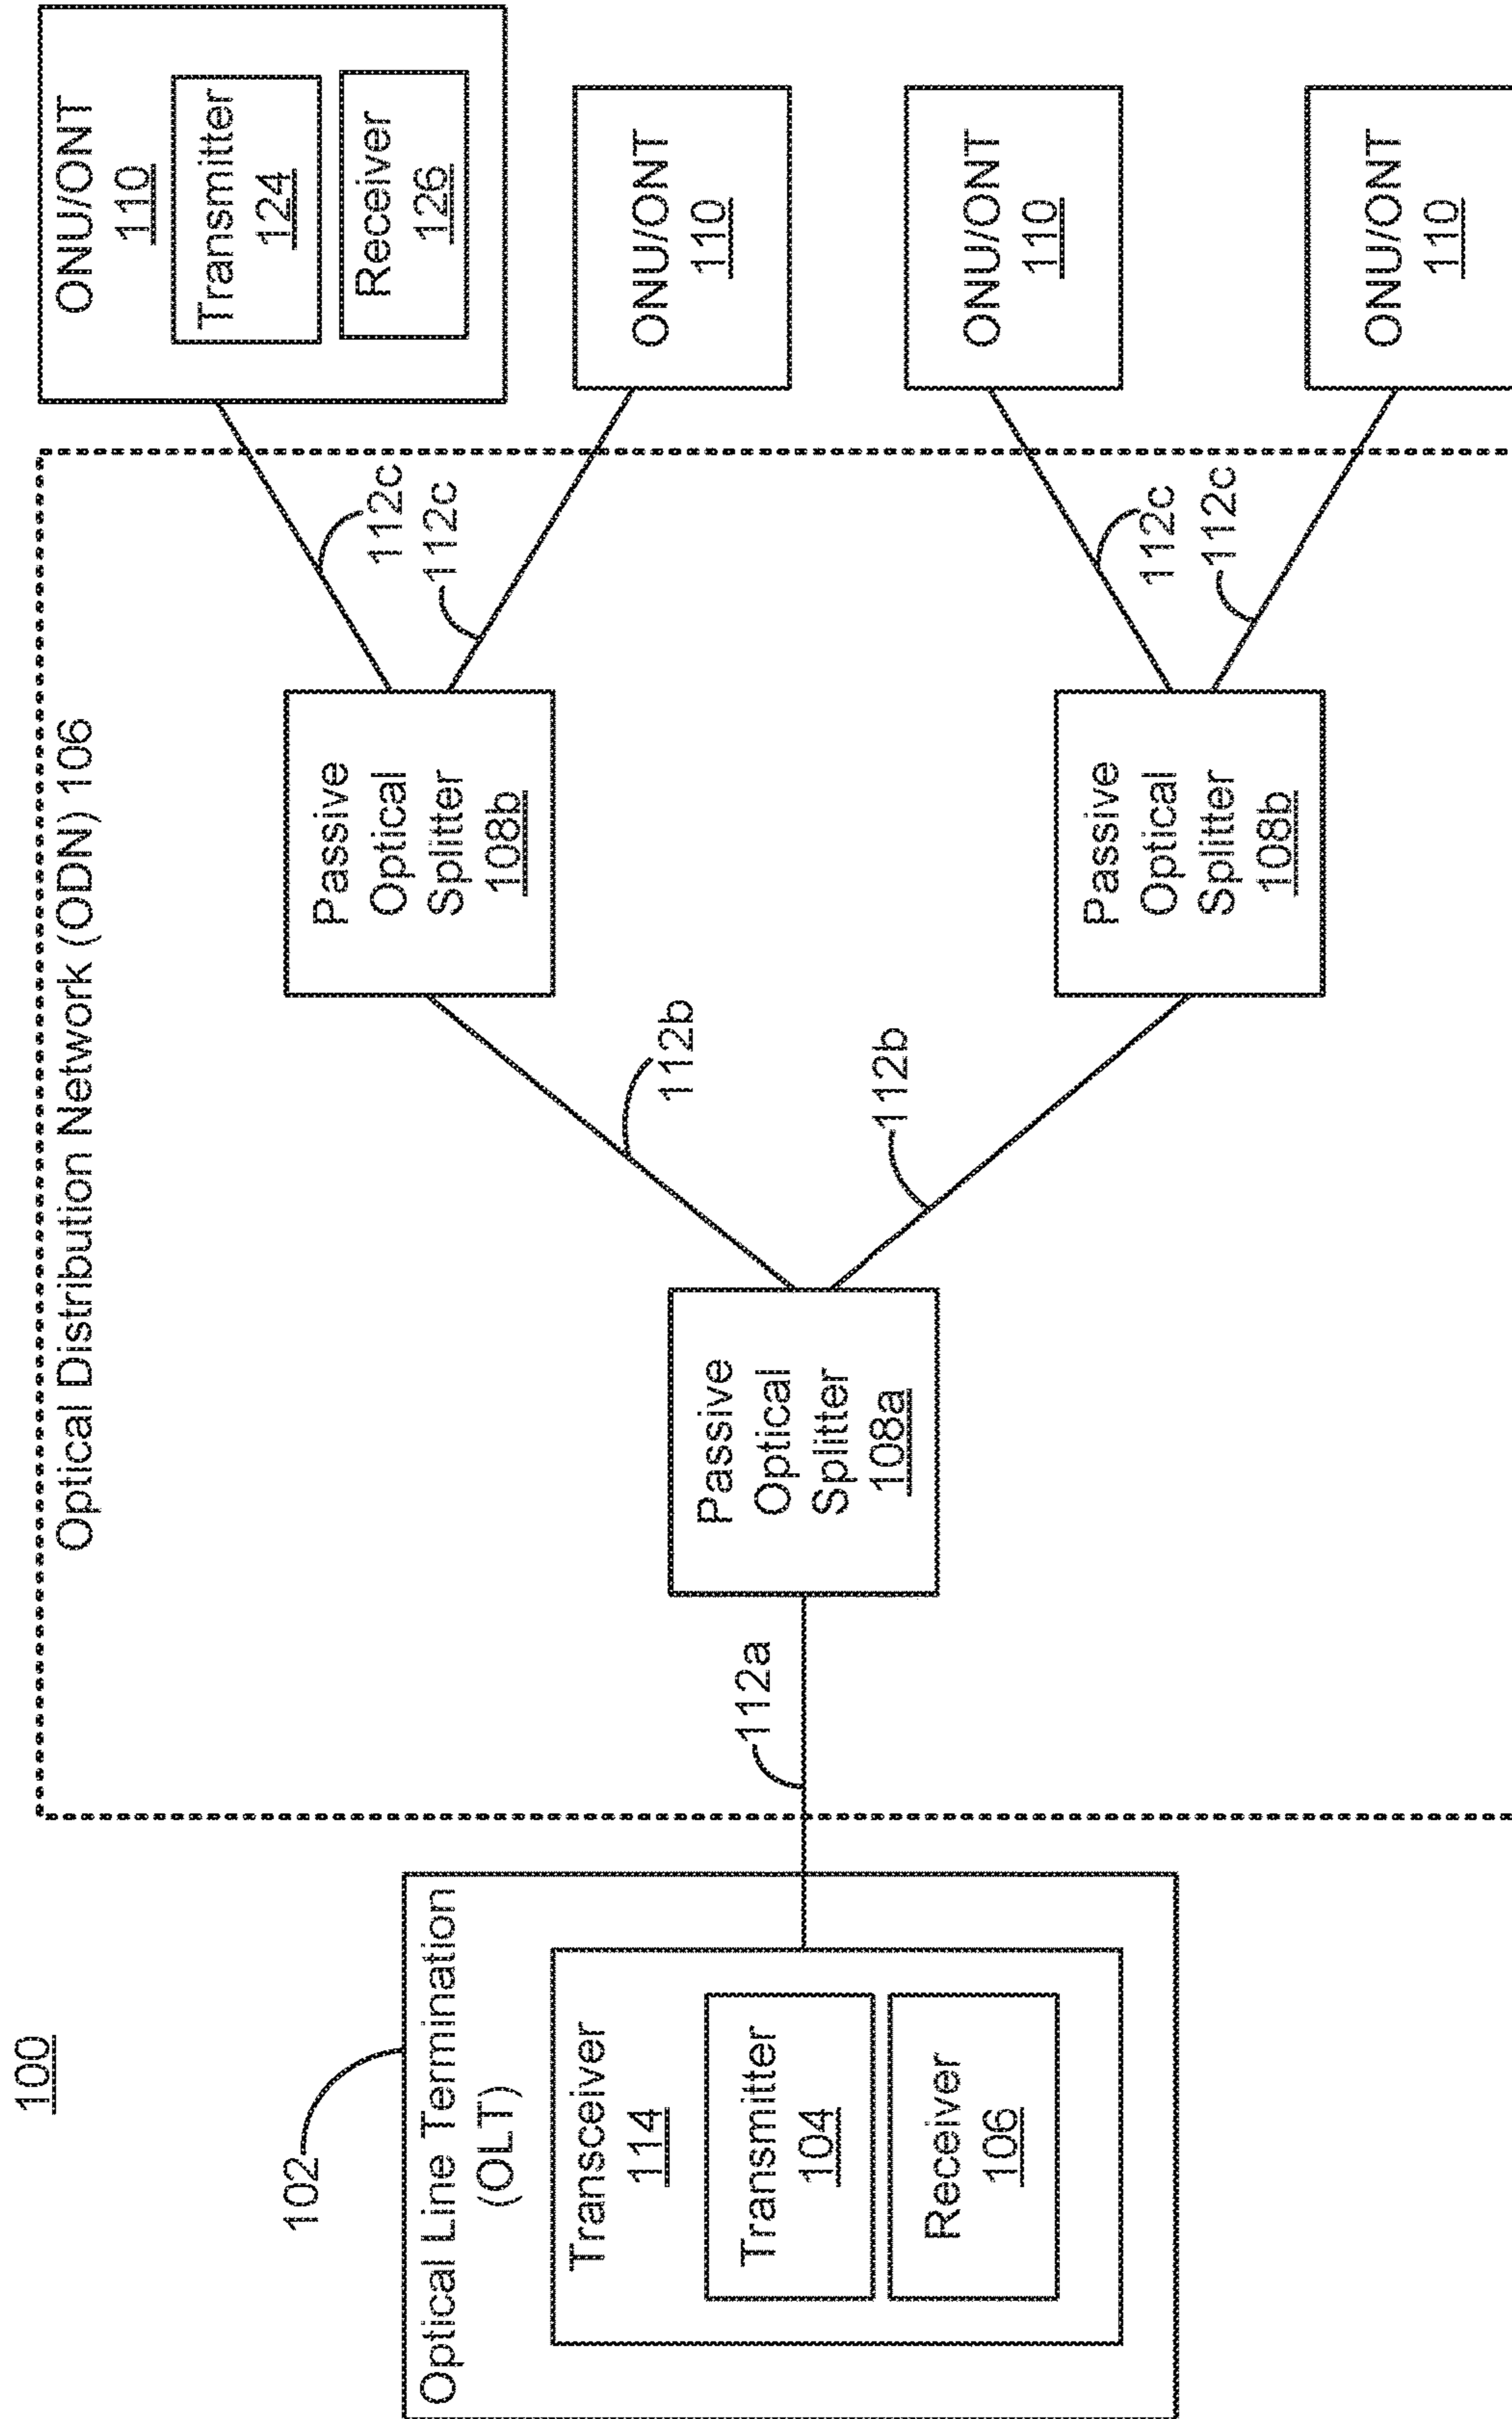 100
102
Optical Line Termination
(OLT)
Transceiver
114
Transmitter
104
Receiver
106
Optical Distribution Network (ODN) 106
112a
Passive
Optical
Splitter
108a
112b
112b
Passive
Optical
Splitter
108b
Passive
Optical
Splitter
108b
112c
112c
112c
112c
ONU/ONT
110
Transmitter
124
Receiver
126
ONU/ONT
110
ONU/ONT
110
ONU/ONT
110